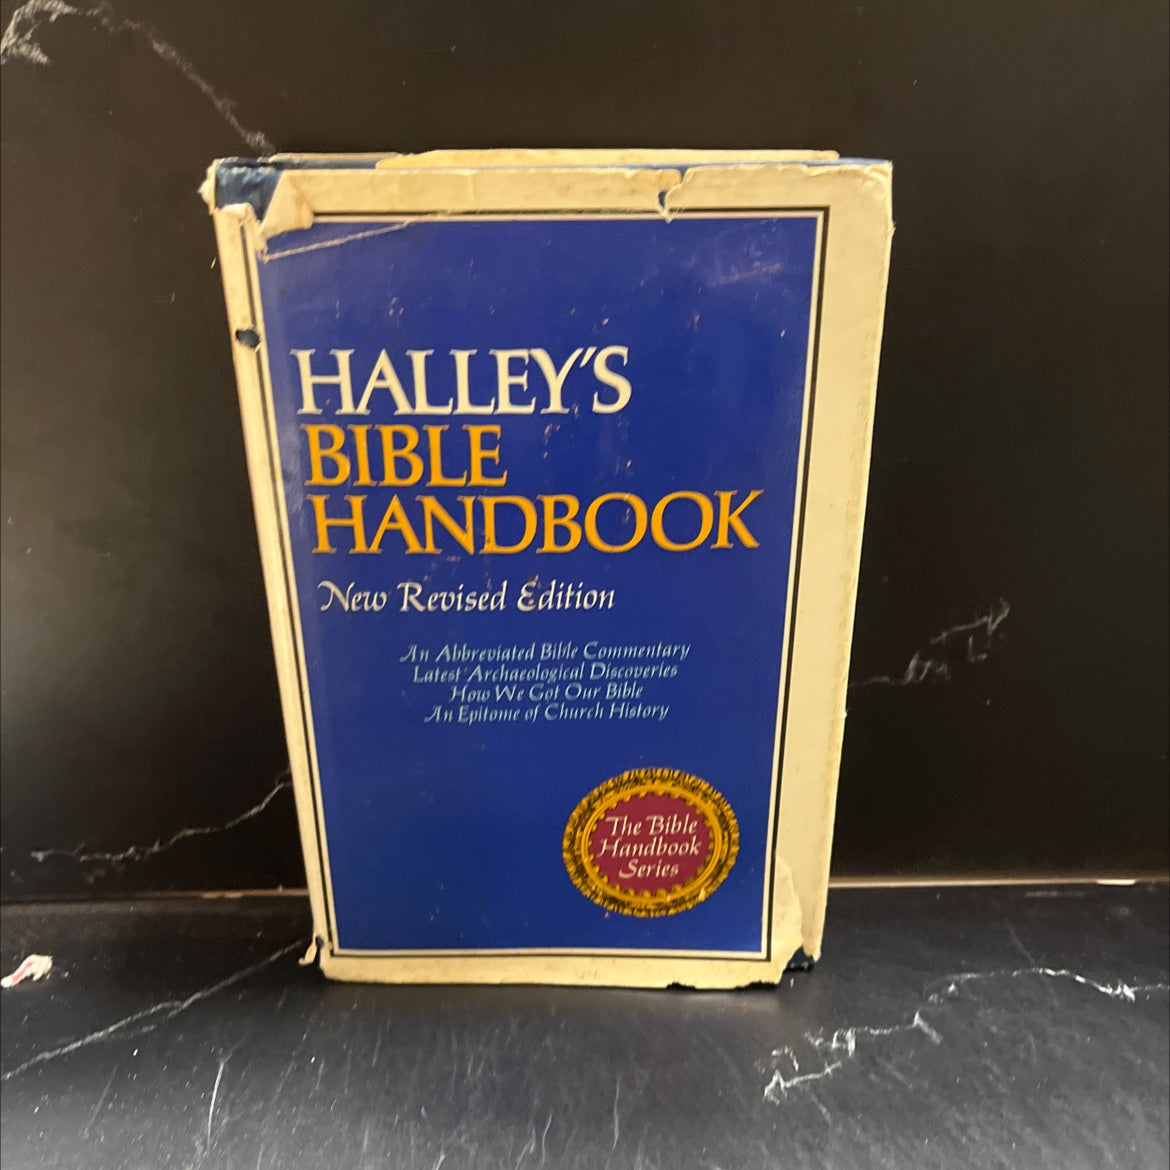 HALLEY'S
BIBLE
HANDBOOK
New Revised Edition
An Abbreviated Bible Commentary
Latest Archaeological Discoveries
How We Got Our Bible
An Epitome of Church History
The Bible
Handbook
Series